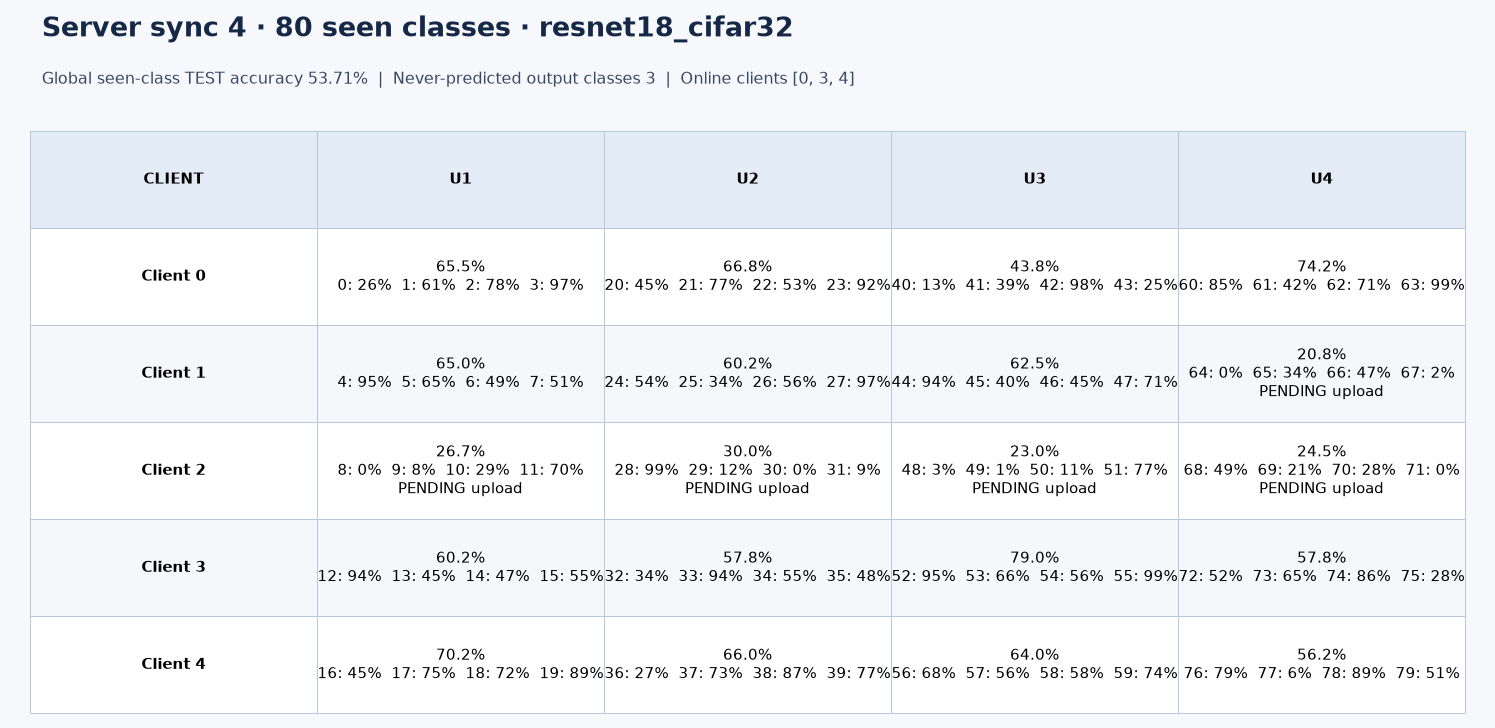 Server sync 4 · 80 seen classes · resnet18_cifar32
Global seen-class TEST accuracy 53.71% | Never-predicted output classes 3 | Online clients [0, 3, 4]
CLIENT U1 U2 U3 U4
Client 0
65.5%
0: 26% 1: 61% 2: 78% 3: 97%
66.8%
20: 45% 21: 77% 22: 53% 23: 92%
43.8%
40: 13% 41: 39% 42: 98% 43: 25%
74.2%
60: 85% 61: 42% 62: 71% 63: 99%
Client 1
65.0%
4: 95% 5: 65% 6: 49% 7: 51%
60.2%
24: 54% 25: 34% 26: 56% 27: 97%
62.5%
44: 94% 45: 40% 46: 45% 47: 71%
20.8%
64: 0% 65: 34% 66: 47% 67: 2%
PENDING upload
Client 2
26.7%
8: 0% 9: 8% 10: 29% 11: 70%
PENDING upload
30.0%
28: 99% 29: 12% 30: 0% 31: 9%
PENDING upload
23.0%
48: 3% 49: 1% 50: 11% 51: 77%
PENDING upload
24.5%
68: 49% 69: 21% 70: 28% 71: 0%
PENDING upload
Client 3
60.2%
12: 94% 13: 45% 14: 47% 15: 55%
57.8%
32: 34% 33: 94% 34: 55% 35: 48%
79.0%
52: 95% 53: 66% 54: 56% 55: 99%
57.8%
72: 52% 73: 65% 74: 86% 75: 28%
Client 4
70.2%
16: 45% 17: 75% 18: 72% 19: 89%
66.0%
36: 27% 37: 73% 38: 87% 39: 77%
64.0%
56: 68% 57: 56% 58: 58% 59: 74%
56.2%
76: 79% 77: 6% 78: 89% 79: 51%